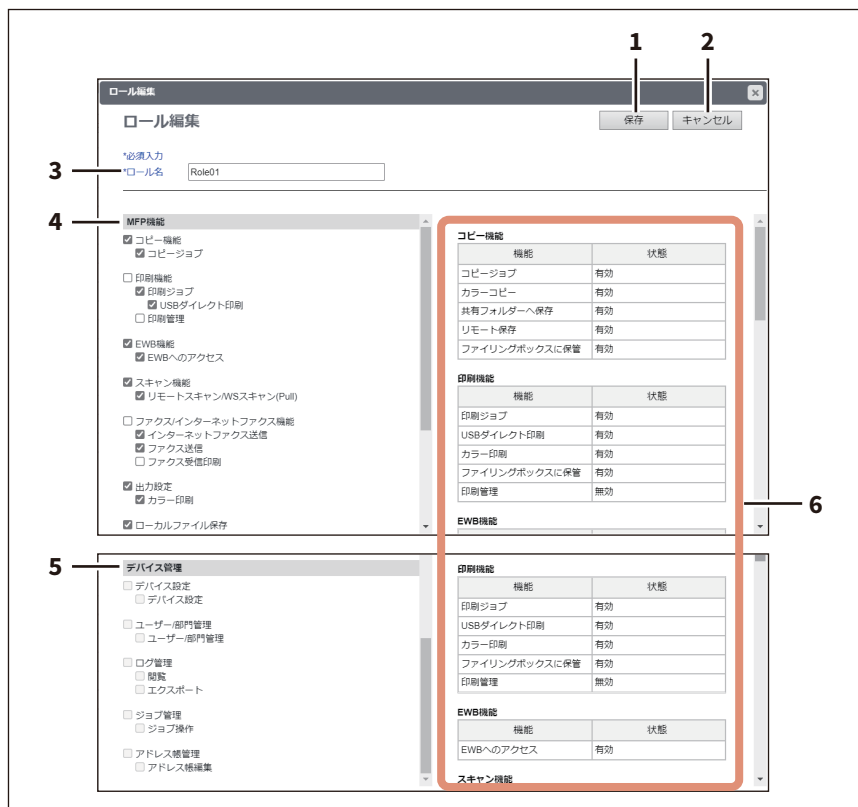 1 2
ロール編集
ロール編集
保存 キャンセル
*必須入力
3 *ロール名 Role01
4 MFP機能
コピー機能
コピージョブ
印刷機能
印刷ジョブ
USBダイレクト印刷
印刷管理
EWB機能
EWBへのアクセス
スキャン機能
リモートスキャン/WSスキャン(Pull)
ファクス/インターネットファクス機能
インターネットファクス送信
ファクス送信
ファクス受信印刷
出力設定
カラー印刷
ローカルファイル保存
コピー機能
機能 状態
コピージョブ 有効
カラーコピー 有効
共有フォルダーへ保存 有効
リモート保存 有効
ファイリングボックスに保管 有効
印刷機能
機能 状態
印刷ジョブ 有効
USBダイレクト印刷 有効
カラー印刷 有効
ファイリングボックスに保管 有効
印刷管理 無効
EWB機能
6
5 デバイス管理
デバイス設定
デバイス設定
ユーザー/部門管理
ユーザー/部門管理
ログ管理
閲覧
エクスポート
ジョブ管理
ジョブ操作
アドレス帳管理
アドレス帳編集
印刷機能
機能 状態
印刷ジョブ 有効
USBダイレクト印刷 有効
カラー印刷 有効
ファイリングボックスに保管 有効
印刷管理 無効
EWB機能
機能 状態
EWBへのアクセス 有効
スキャン機能